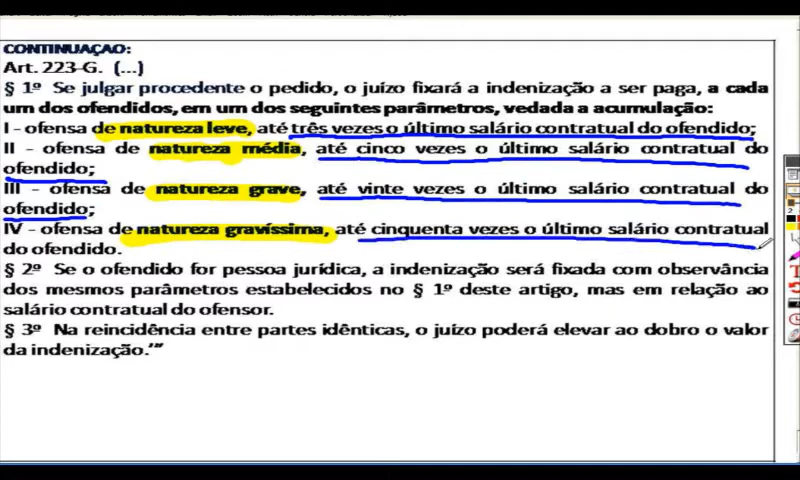 CONTINUAÇAO:
Art. 223-G. (...)
§ 1º Se julgar procedente o pedido, o juízo fixará a indenização a ser paga, a cada
um dos ofendidos, em um dos seguintes parâmetros, vedada a acumulação:
I - ofensa de natureza leve, até três vezes o último salário contratual do ofendido;
II - ofensa de natureza média, até cinco vezes o último salário contratual do
ofendido;
III - ofensa de natureza grave, até vinte vezes o último salário contratual do
ofendido;
IV - ofensa de natureza gravíssima, até cinquenta vezes o último salário contratual
do ofendido.
§ 2º Se o ofendido for pessoa jurídica, a indenização será fixada com observância
dos mesmos parâmetros estabelecidos no § 1º deste artigo, mas em relação ao
salário contratual do ofensor.
§ 3º Na reincidência entre partes idênticas, o juízo poderá elevar ao dobro o valor
da indenização.’”